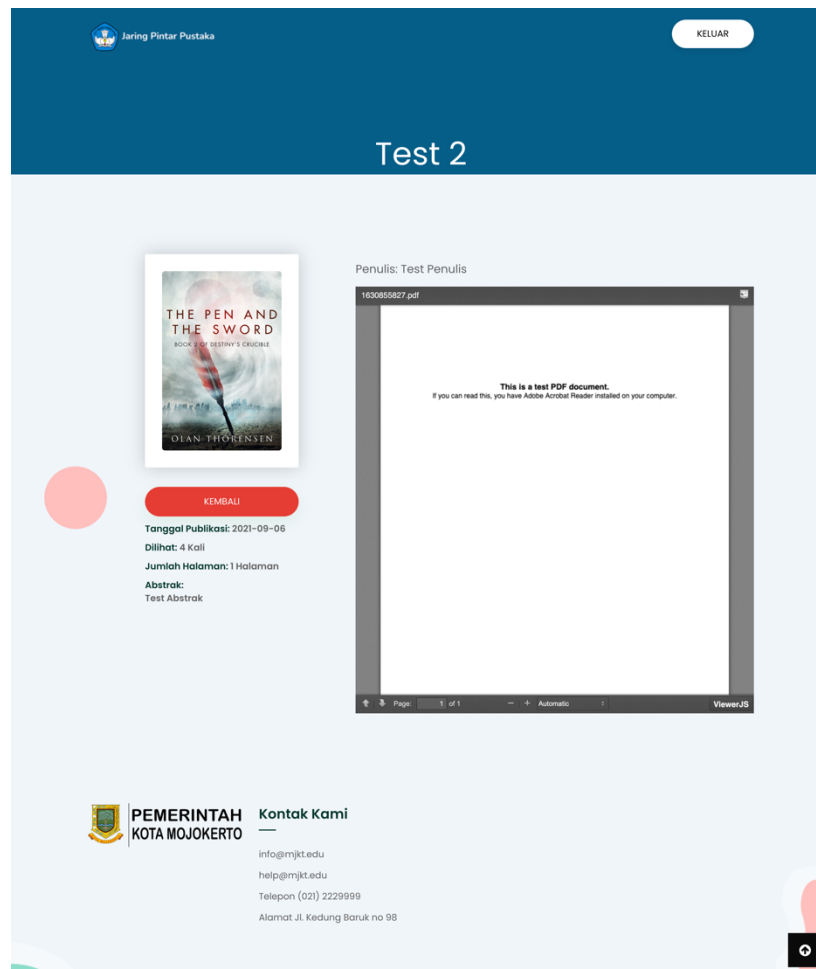 Jaring Pintar Pustaka
KELUAR
Test 2
THE PEN AND
THE SWORD
BOOK 2 OF DESTINY'S CRUCIBLE
OLAN THORENSEN
KEMBALI
Tanggal Publikasi: 2021-09-06
Dilihat: 4 Kali
Jumlah Halaman: 1 Halaman
Abstrak:
Test Abstrak
Penulis: Test Penulis
1630855827.pdf
This is a test PDF document.
If you can read this, you have Adobe Acrobat Reader installed on your computer.
Page: 1 of 1
Automatic
ViewerJS
PEMERINTAH
KOTA MOJOKERTO
Kontak Kami
info@mjkt.edu
help@mjkt.edu
Telepon (021) 2229999
Alamat Jl. Kedung Baruk no 98